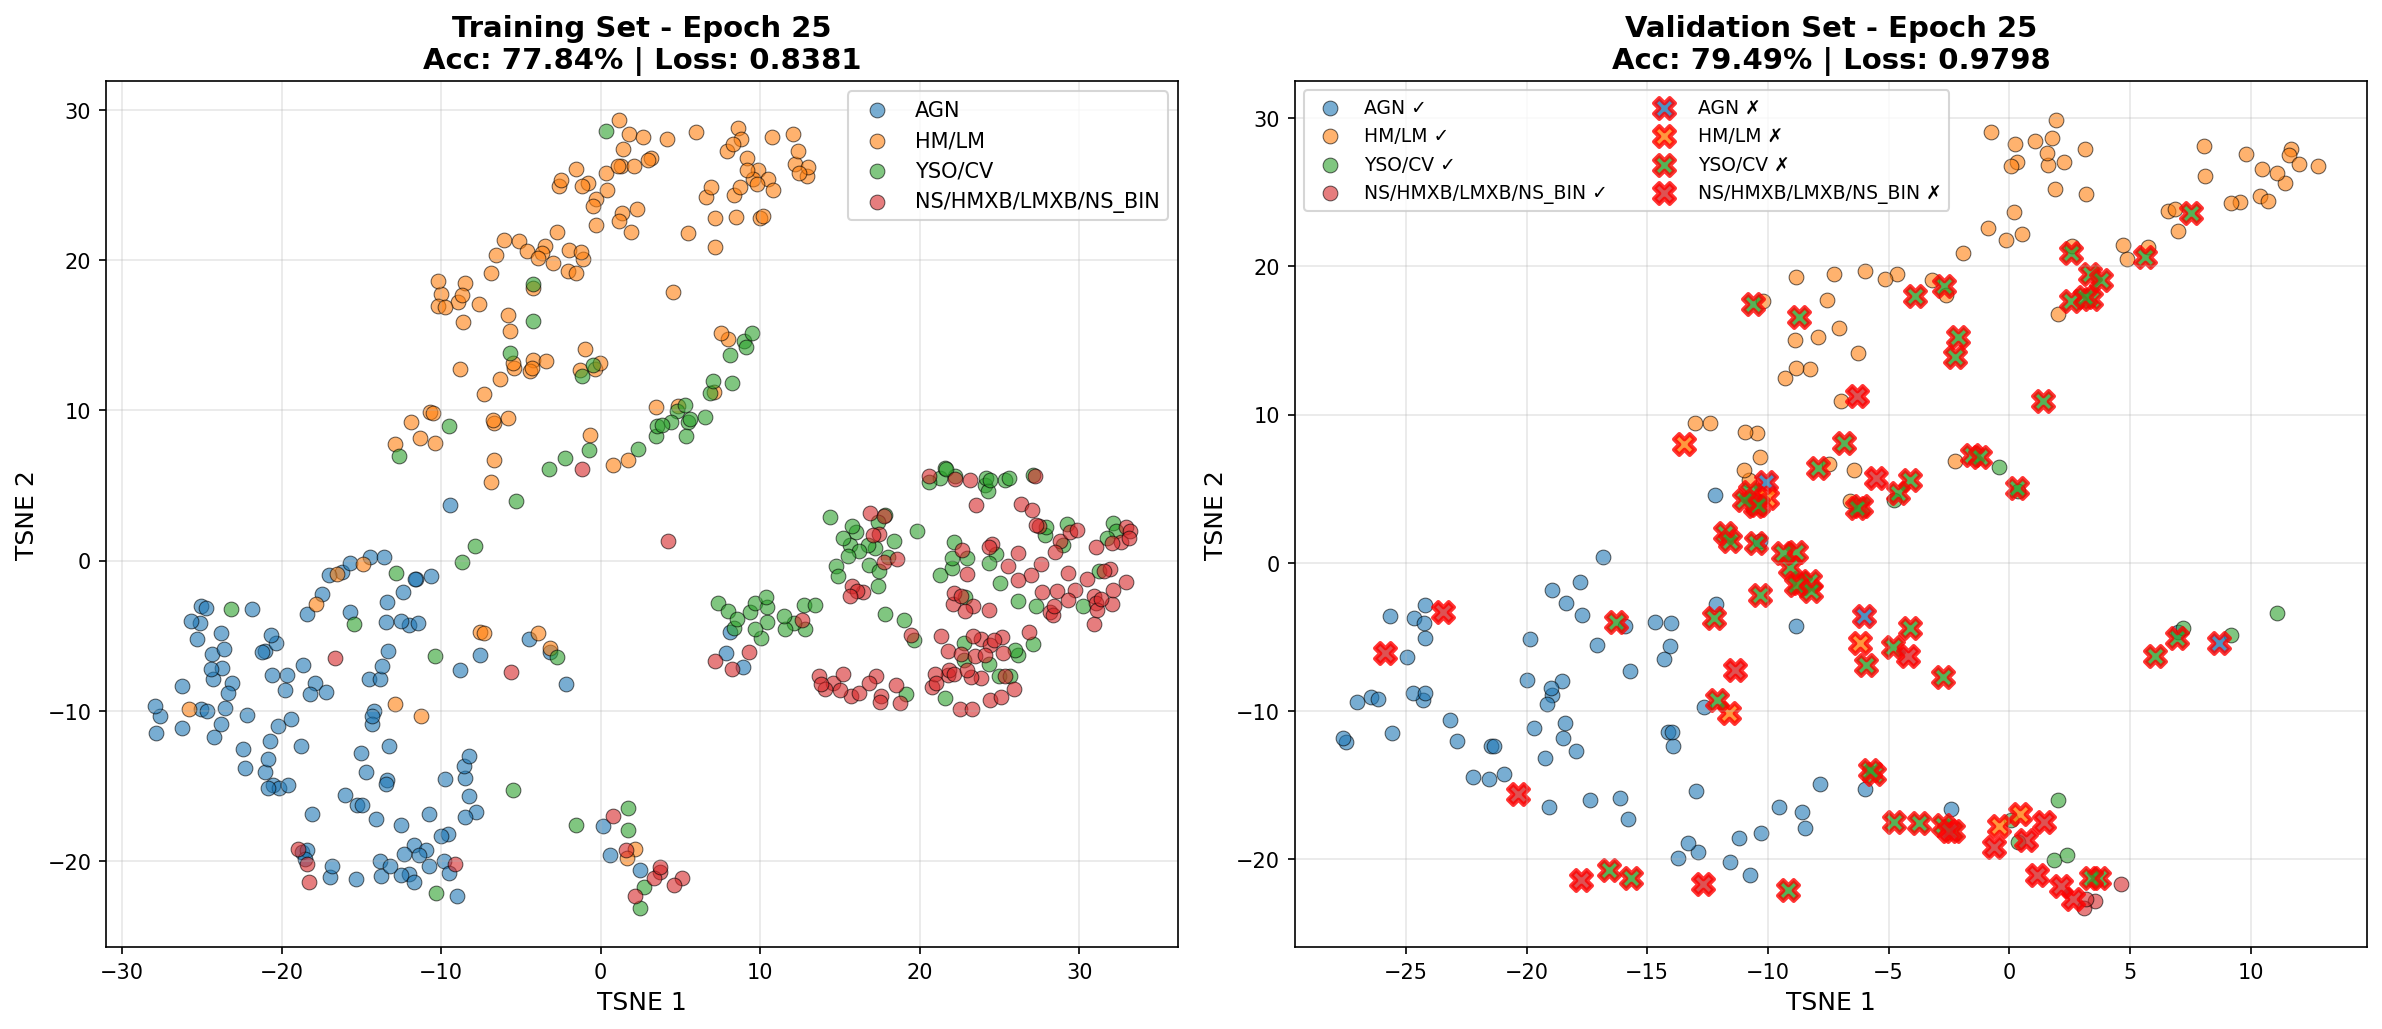 Training Set - Epoch 25
Acc: 77.84% | Loss: 0.8381
AGN
HM/LM
YSO/CV
NS/HMXB/LMXB/NS_BIN
30
20
10
0
−10
−20
TSNE 2
−30
−20
−10
0
10
20
30
TSNE 1
Validation Set - Epoch 25
Acc: 79.49% | Loss: 0.9798
AGN ✓
HM/LM ✓
YSO/CV ✓
NS/HMXB/LMXB/NS_BIN ✓
AGN ✗
HM/LM ✗
YSO/CV ✗
NS/HMXB/LMXB/NS_BIN ✗
30
20
10
0
−10
−20
TSNE 2
−25
−20
−15
−10
−5
0
5
10
TSNE 1